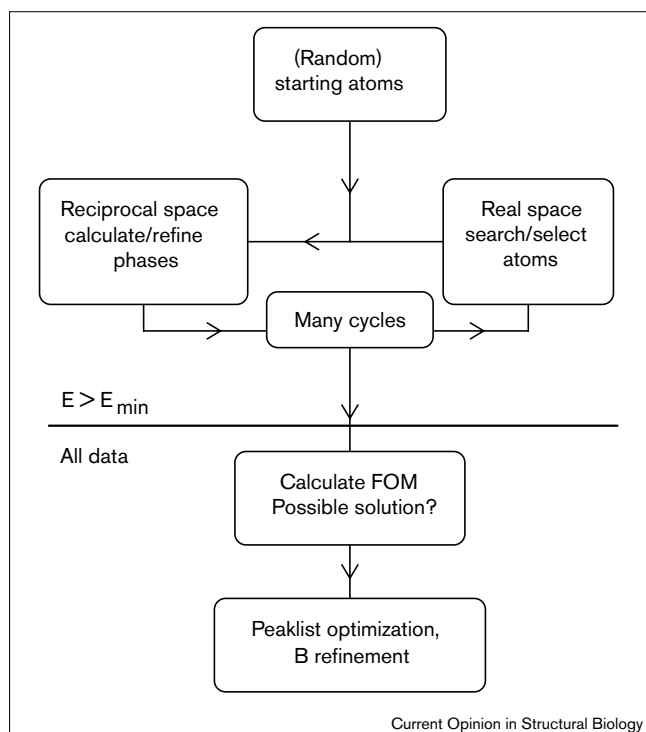 (Random)
starting atoms
Reciprocal space
calculate/refine
phases
Real space
search/select
atoms
Many cycles
E > Emin
All data
Calculate FOM
Possible solution?
Peaklist optimization,
B refinement
Current Opinion in Structural Biology